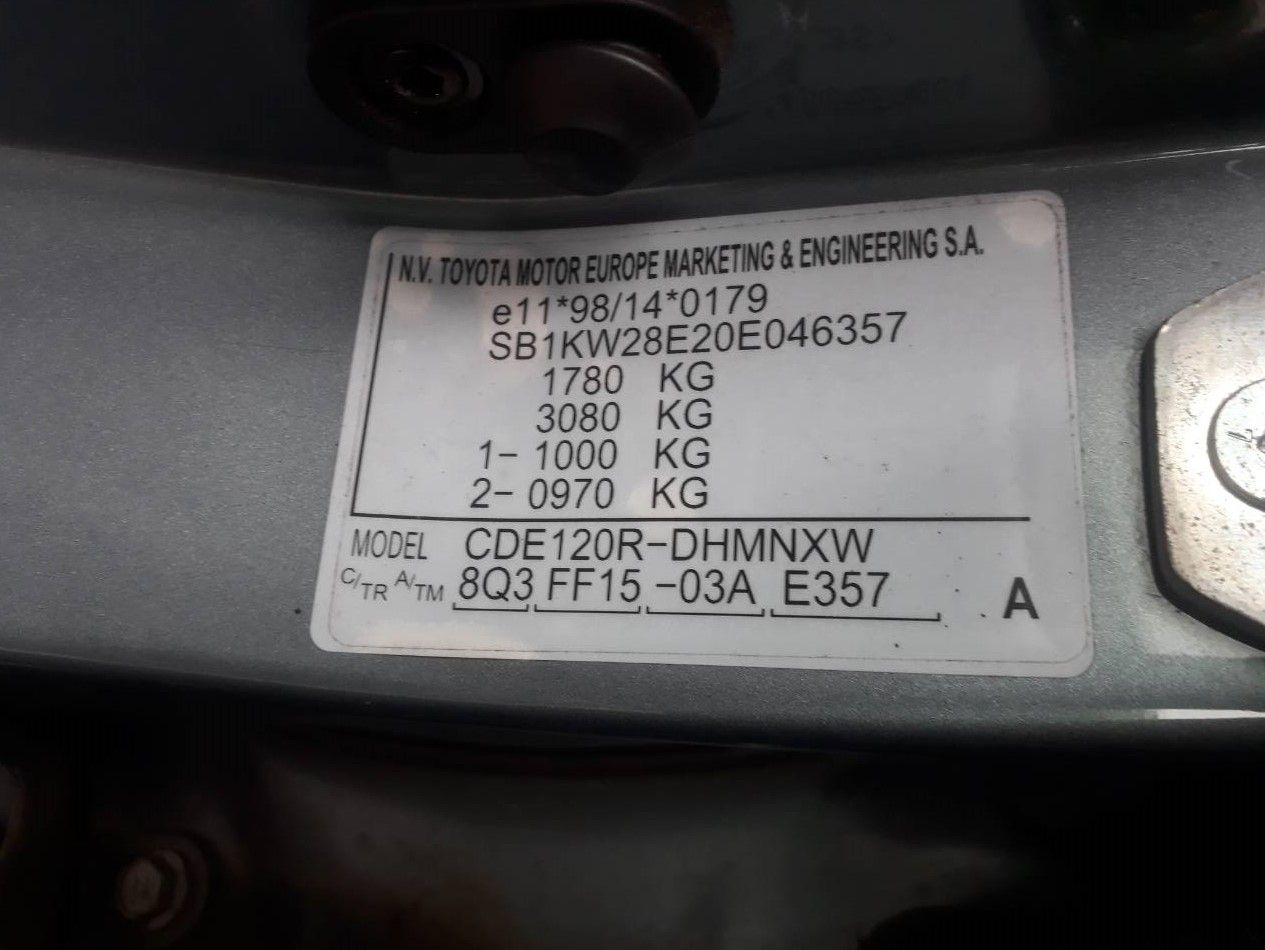 N.V. TOYOTA MOTOR EUROPE MARKETING & ENGINEERING S.A.
e11*98/14*0179
SB1KW28E20E046357
1780 KG
3080 KG
1- 1000 KG
2- 0970 KG
MODEL CDE120R-DHMNXW
C/TR A/TM 8Q3 FF15 -03A E357 A